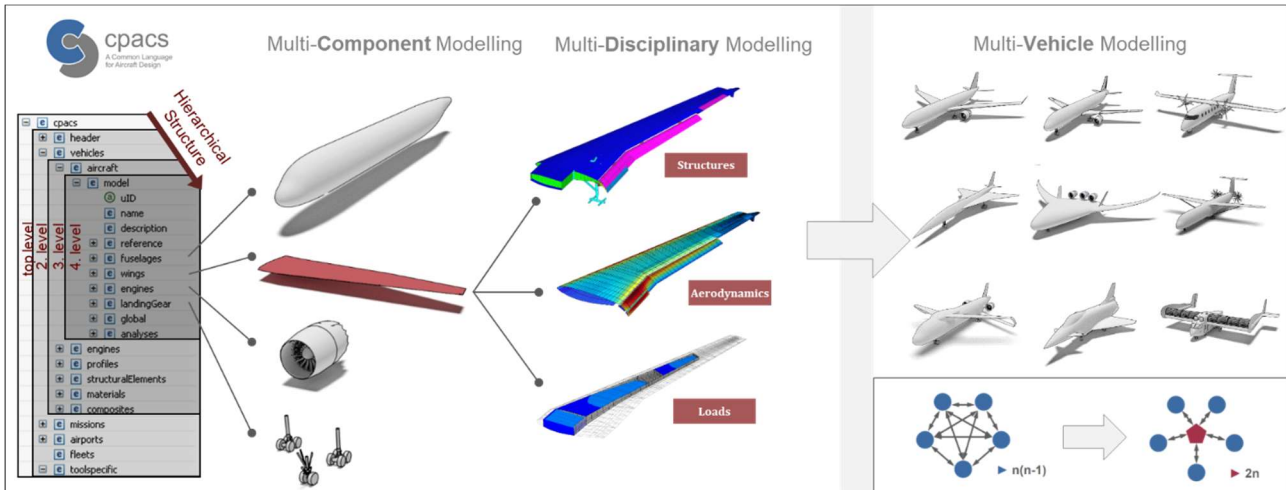 cpacs
A Common Language
for Aircraft Design
Multi-Component Modelling
Multi-Disciplinary Modelling
Multi-Vehicle Modelling
Hierarchical
Structure
cpacs
header
vehicles
aircraft
model
uID
name
description
reference
fuselages
wings
engines
landingGear
global
analyses
engines
profiles
structuralElements
materials
composites
missions
airports
fleets
toolspecific
top level
2. level
3. level
4. level
Structures
Aerodynamics
Loads
n(n-1)
2n